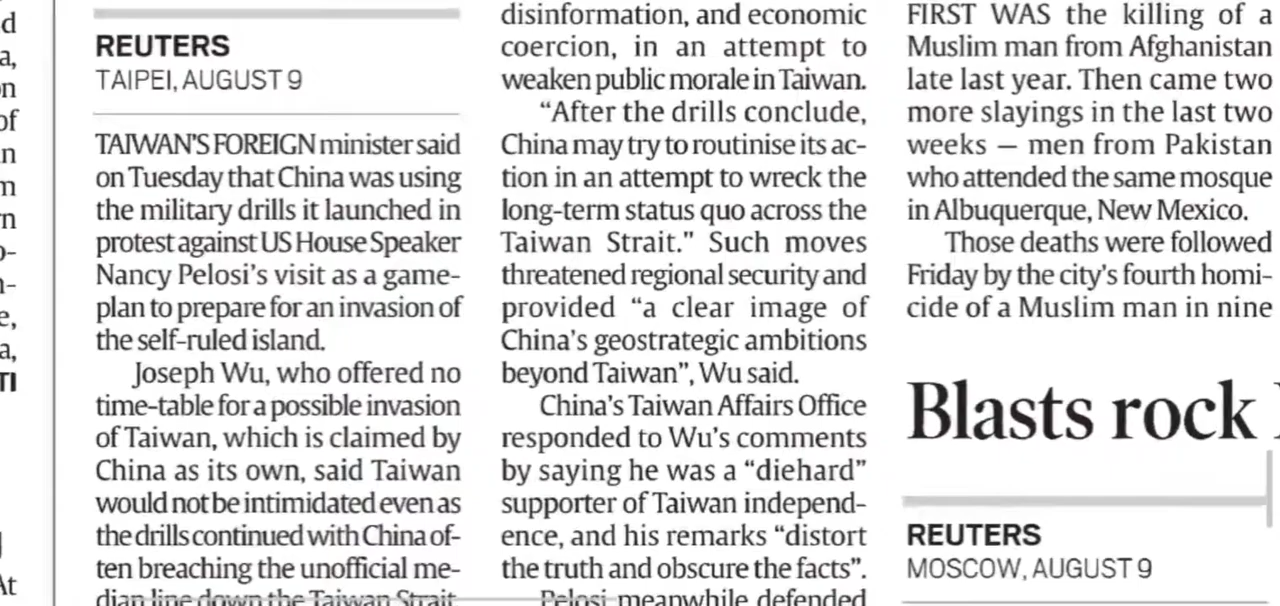 REUTERS
TAIPEI, AUGUST 9
TAIWAN'S FOREIGN minister said
on Tuesday that China was using
the military drills it launched in
protest against US House Speaker
Nancy Pelosi's visit as a game-
plan to prepare for an invasion of
the self-ruled island.
Joseph Wu, who offered no
time-table for a possible invasion
of Taiwan, which is claimed by
China as its own, said Taiwan
would not be intimidated even as
the drills continued with China of-
ten breaching the unofficial me-
dian line down the Taiwan Strait
disinformation, and economic
coercion, in an attempt to
weaken public morale in Taiwan.
“After the drills conclude,
China may try to routinise its ac-
tion in an attempt to wreck the
long-term status quo across the
Taiwan Strait.” Such moves
threatened regional security and
provided “a clear image of
China's geostrategic ambitions
beyond Taiwan”, Wu said.
China's Taiwan Affairs Office
responded to Wu's comments
by saying he was a “diehard”
supporter of Taiwan independ-
ence, and his remarks “distort
the truth and obscure the facts”.
Pelosi meanwhile defended
FIRST WAS the killing of a
Muslim man from Afghanistan
late last year. Then came two
more slayings in the last two
weeks — men from Pakistan
who attended the same mosque
in Albuquerque, New Mexico.
Those deaths were followed
Friday by the city's fourth homi-
cide of a Muslim man in nine
Blasts rock
REUTERS
MOSCOW, AUGUST 9